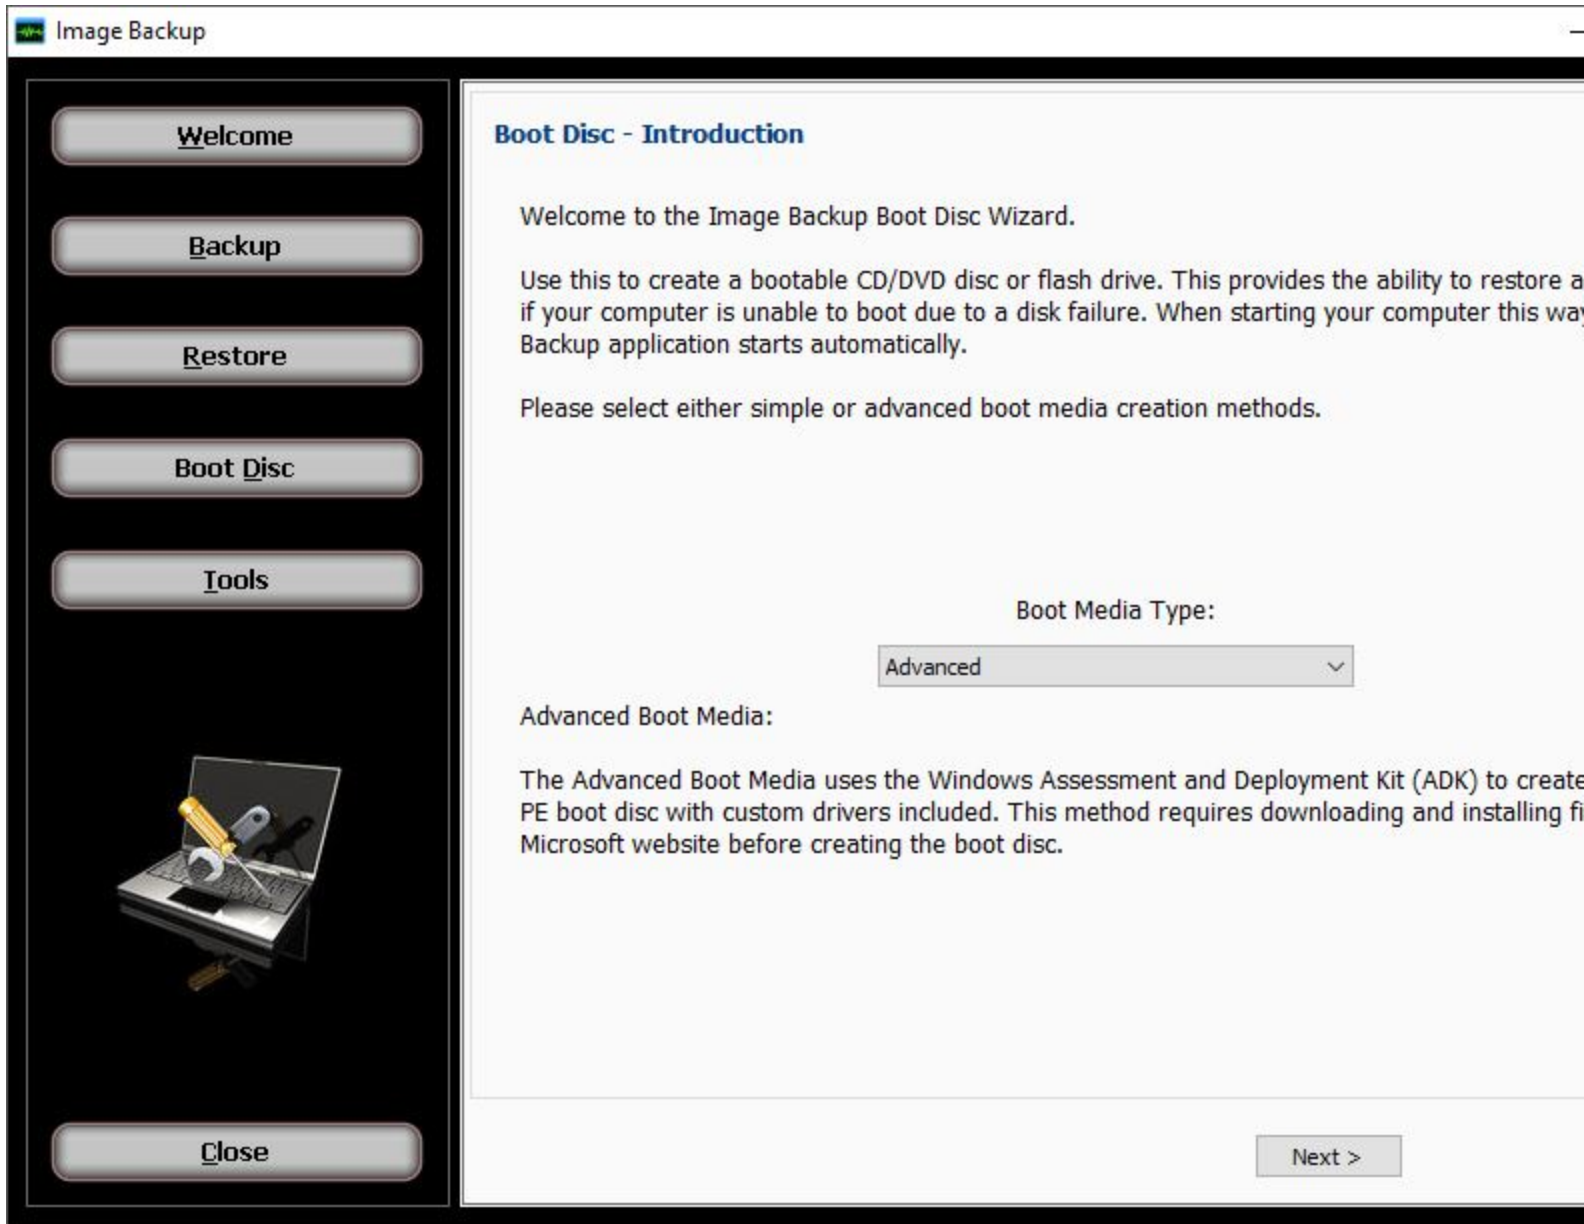 Image Backup
Welcome
Backup
Restore
Boot Disc
Tools
Close
Boot Disc - Introduction
Welcome to the Image Backup Boot Disc Wizard.
Use this to create a bootable CD/DVD disc or flash drive. This provides the ability to restore a
if your computer is unable to boot due to a disk failure. When starting your computer this way
Backup application starts automatically.
Please select either simple or advanced boot media creation methods.
Boot Media Type:
Advanced
Advanced Boot Media:
The Advanced Boot Media uses the Windows Assessment and Deployment Kit (ADK) to create
PE boot disc with custom drivers included. This method requires downloading and installing fi
Microsoft website before creating the boot disc.
Next >